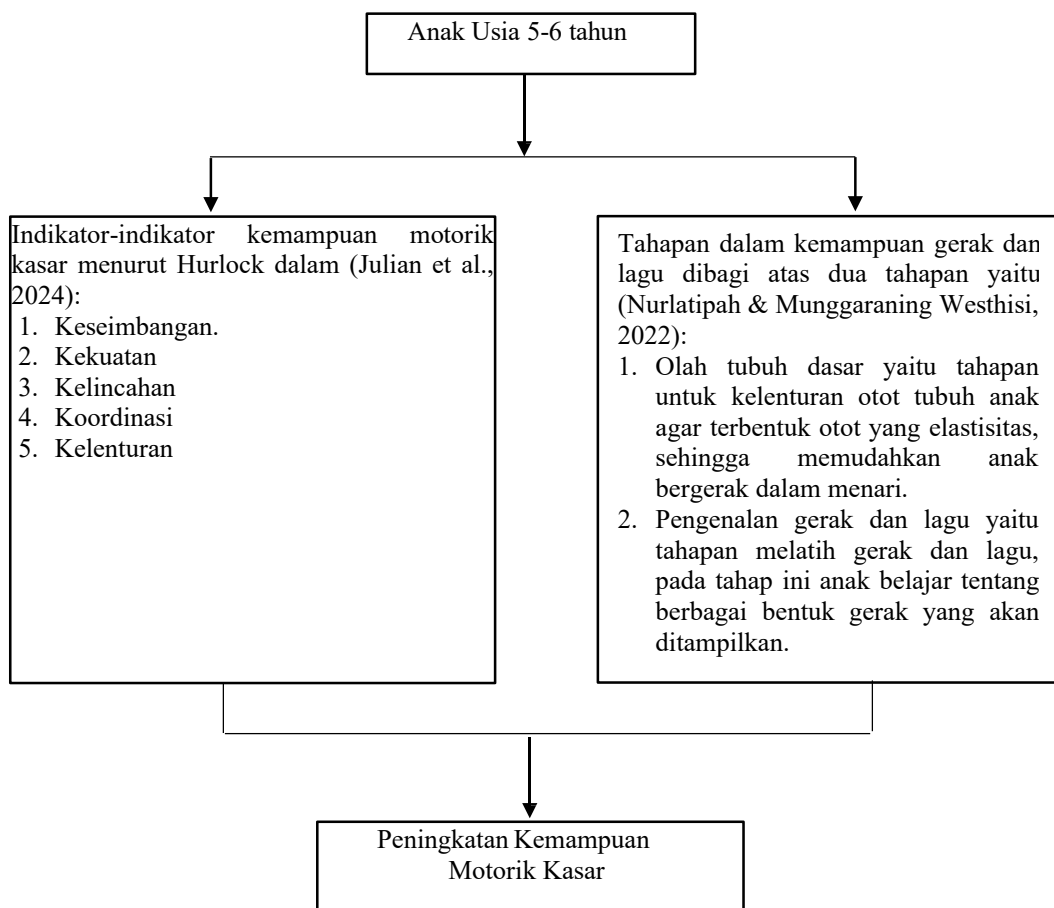 Anak Usia 5-6 tahun
Indikator-indikator kemampuan motorik
kasar menurut Hurlock dalam (Julian et al.,
2024):
1. Keseimbangan.
2. Kekuatan
3. Kelincahan
4. Koordinasi
5. Kelenturan
Tahapan dalam kemampuan gerak dan
lagu dibagi atas dua tahapan yaitu
(Nurlatipah & Munggaraning Westhisi,
2022):
1. Olah tubuh dasar yaitu tahapan
untuk kelenturan otot tubuh anak
agar terbentuk otot yang elastisitas,
sehingga memudahkan anak
bergerak dalam menari.
2. Pengenalan gerak dan lagu yaitu
tahapan melatih gerak dan lagu,
pada tahap ini anak belajar tentang
berbagai bentuk gerak yang akan
ditampilkan.
Peningkatan Kemampuan
Motorik Kasar